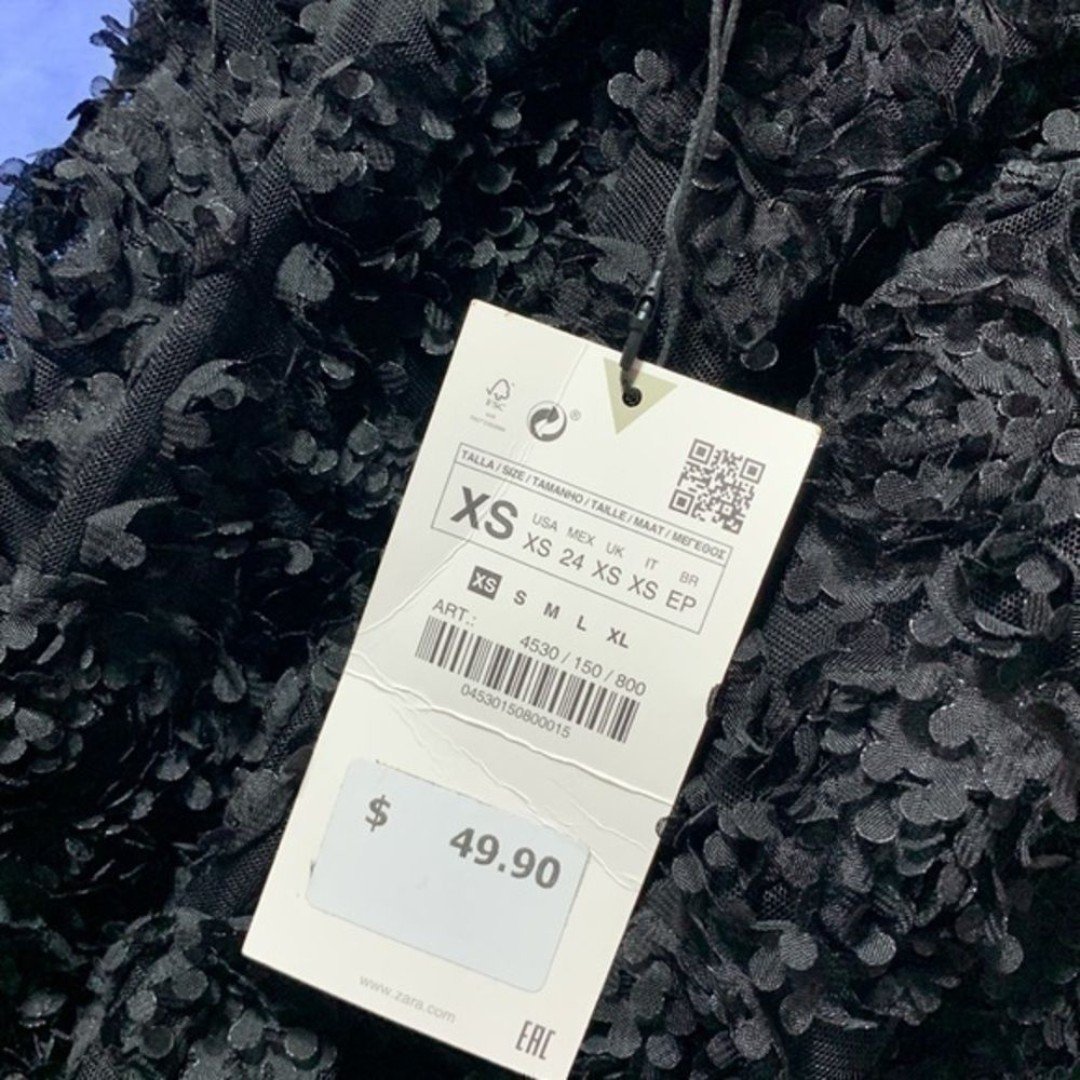 FSC
®
TALLA / SIZE / TAMANHO / TAILLE / MAAT / ΜΕΓΕΘΟΣ
XS
USA MEX UK IT BR
XS 24 XS XS EP
XS S M L XL
ART.: 4530 / 150 / 800
04530150800015
$ 49.90
www.zara.com
EAC